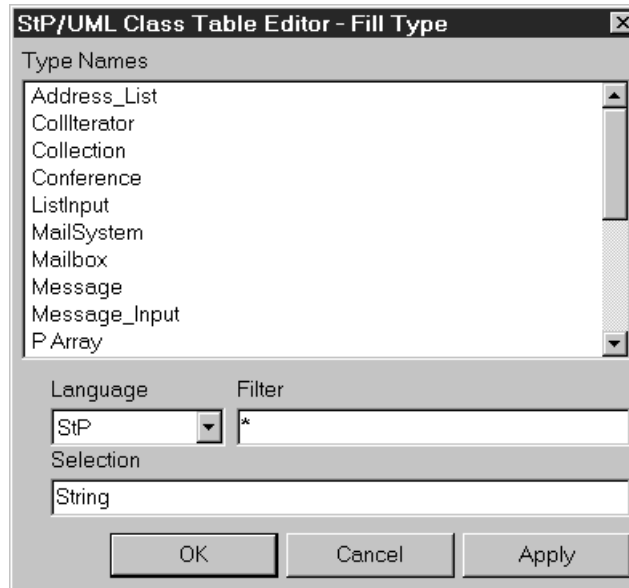 StP/UML Class Table Editor - Fill Type
Type Names
Address_List
CollIterator
Collection
Conference
ListInput
MailSystem
Mailbox
Message
Message_Input
P Array
Language Filter
StP *
Selection
String
OK Cancel Apply